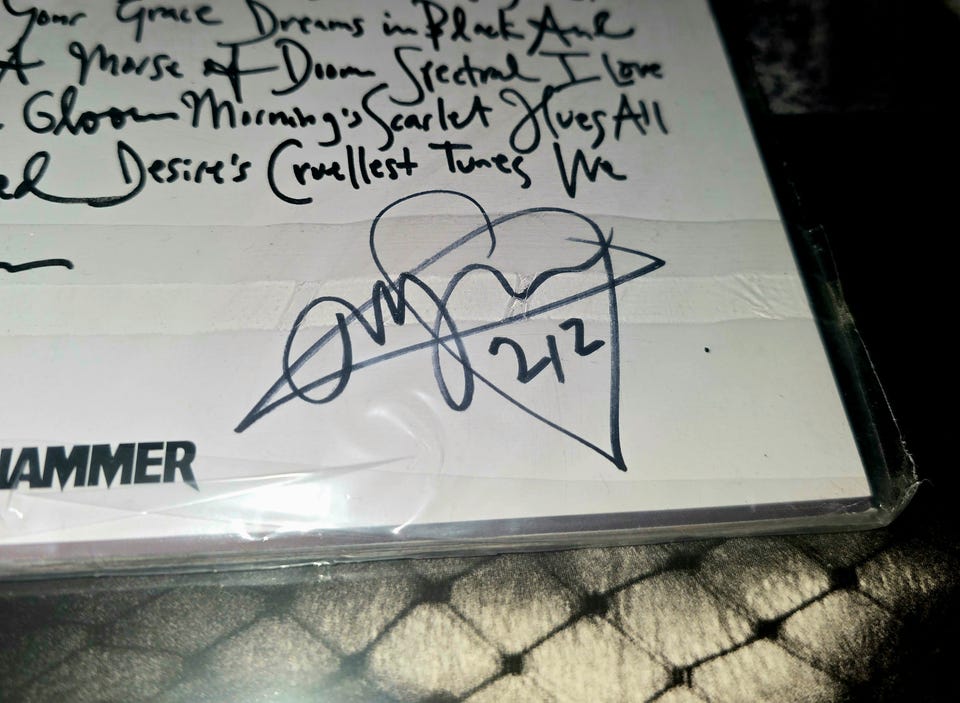 Your Grace Dreams in Black And
A Morse of Doom Spectral I Love
Gloom Morning's Scarlet Hues All
Desire's Cruellest Tunes We
212
HAMMER